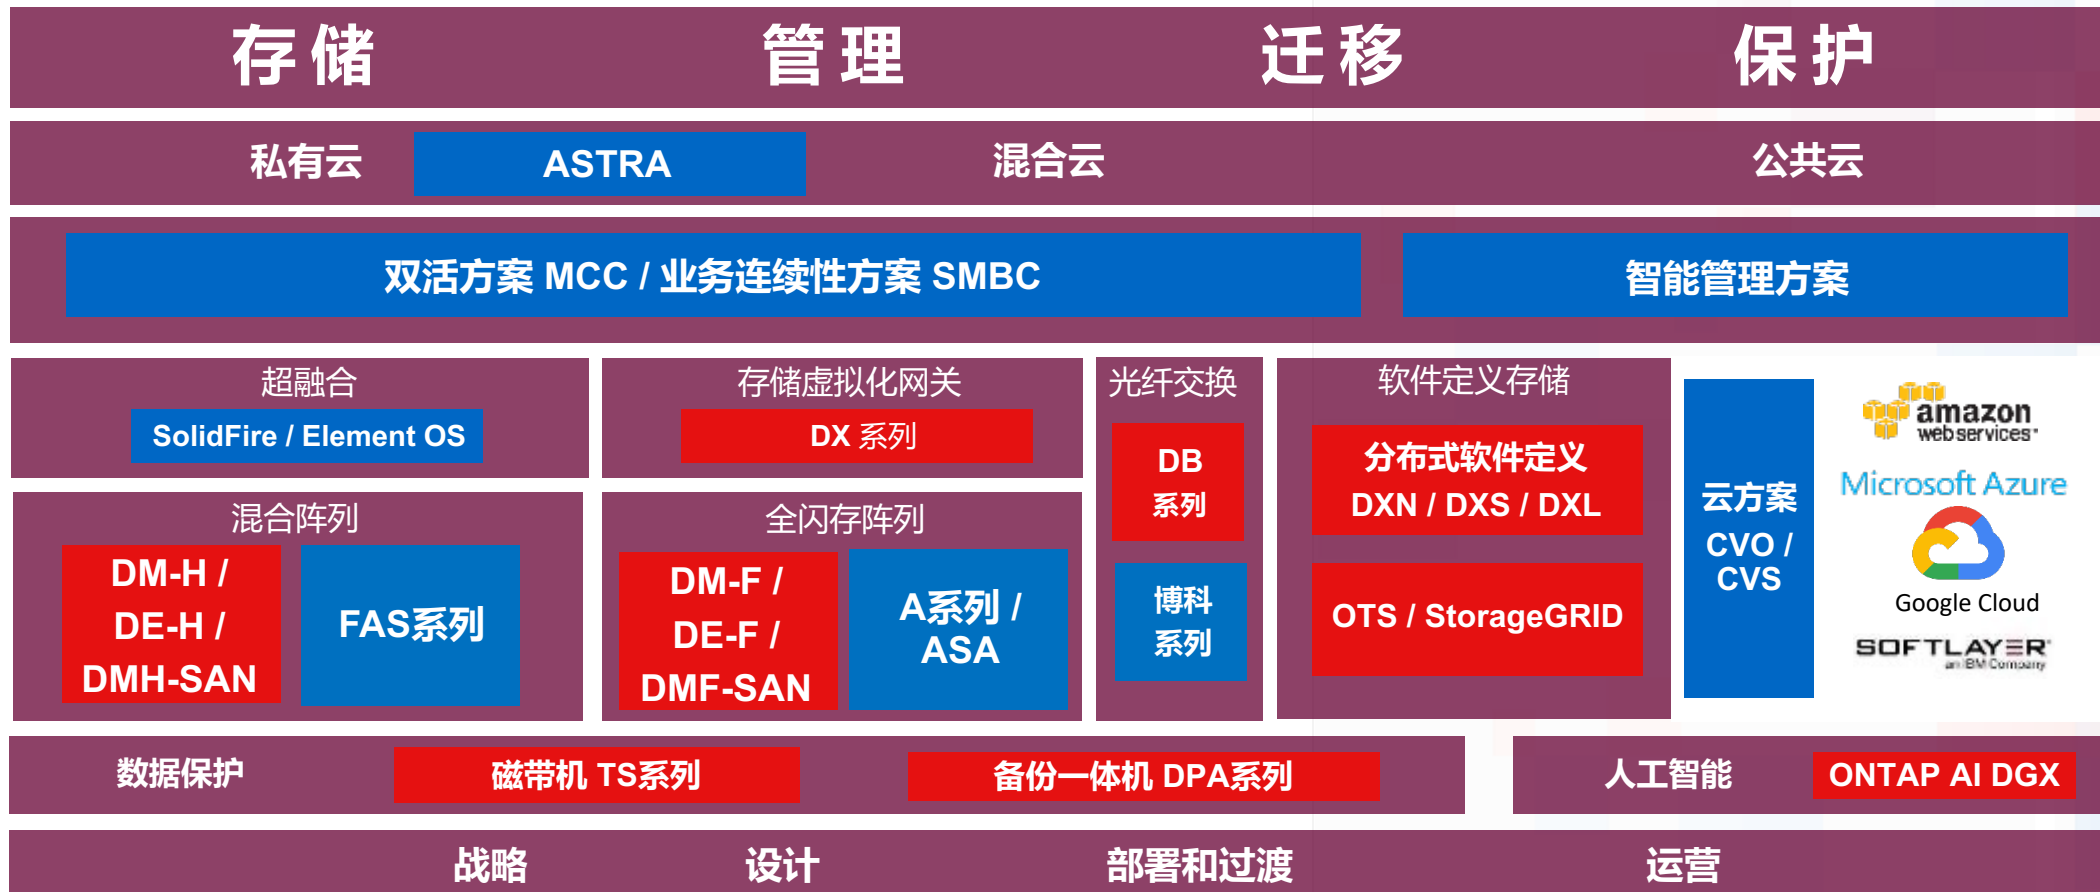 存储 管理 迁移 保护
私有云 ASTRA 混合云 公共云
双活方案 MCC / 业务连续性方案 SMBC
智能管理方案
超融合
SolidFire / Element OS
存储虚拟化网关
DX 系列
光纤交换
DB
系列
博科
系列
软件定义存储
分布式软件定义
DXN / DXS / DXL
OTS / StorageGRID
混合阵列
DM-H /
DE-H /
DMH-SAN
FAS系列
全闪存阵列
DM-F /
DE-F /
DMF-SAN
A系列 /
ASA
云方案
CVO /
CVS
amazon
webservices
Microsoft Azure
Google Cloud
SOFTLAYER
an IBM Company
数据保护 磁带机 TS系列 备份一体机 DPA系列
人工智能 ONTAP AI DGX
战略 设计 部署和过渡 运营